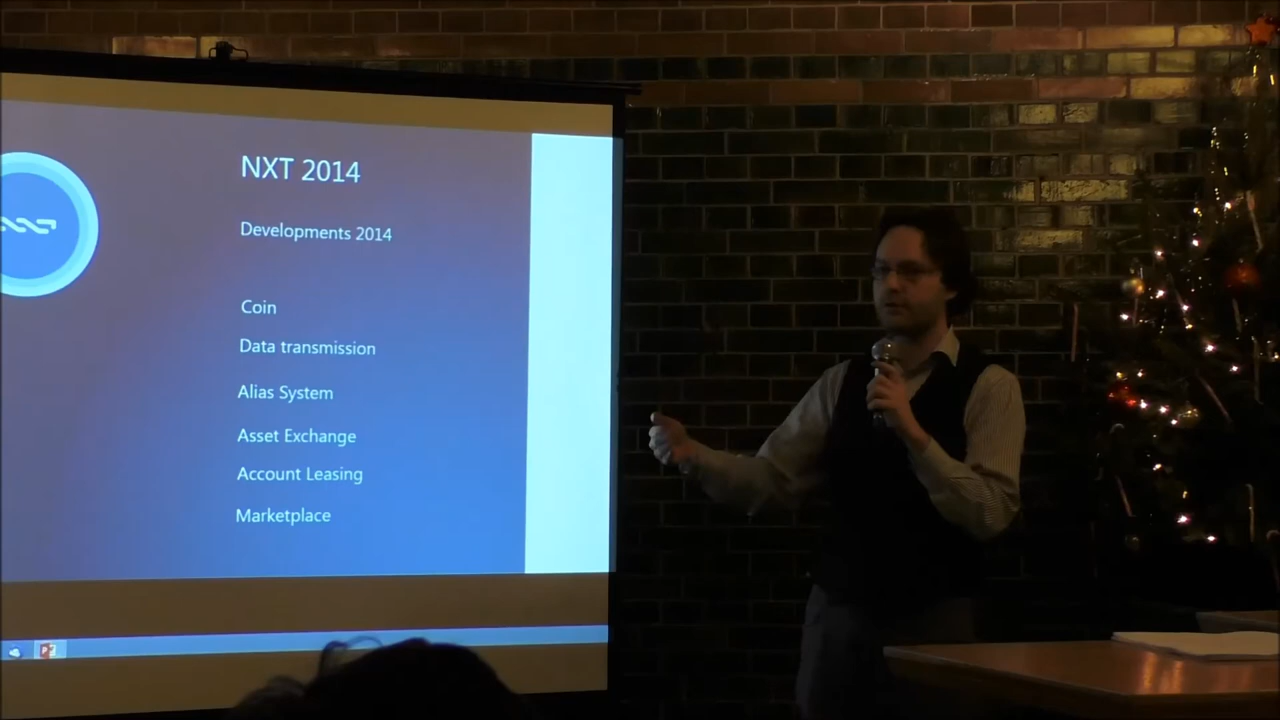 NXT 2014
Developments 2014
Coin
Data transmission
Alias System
Asset Exchange
Account Leasing
Marketplace